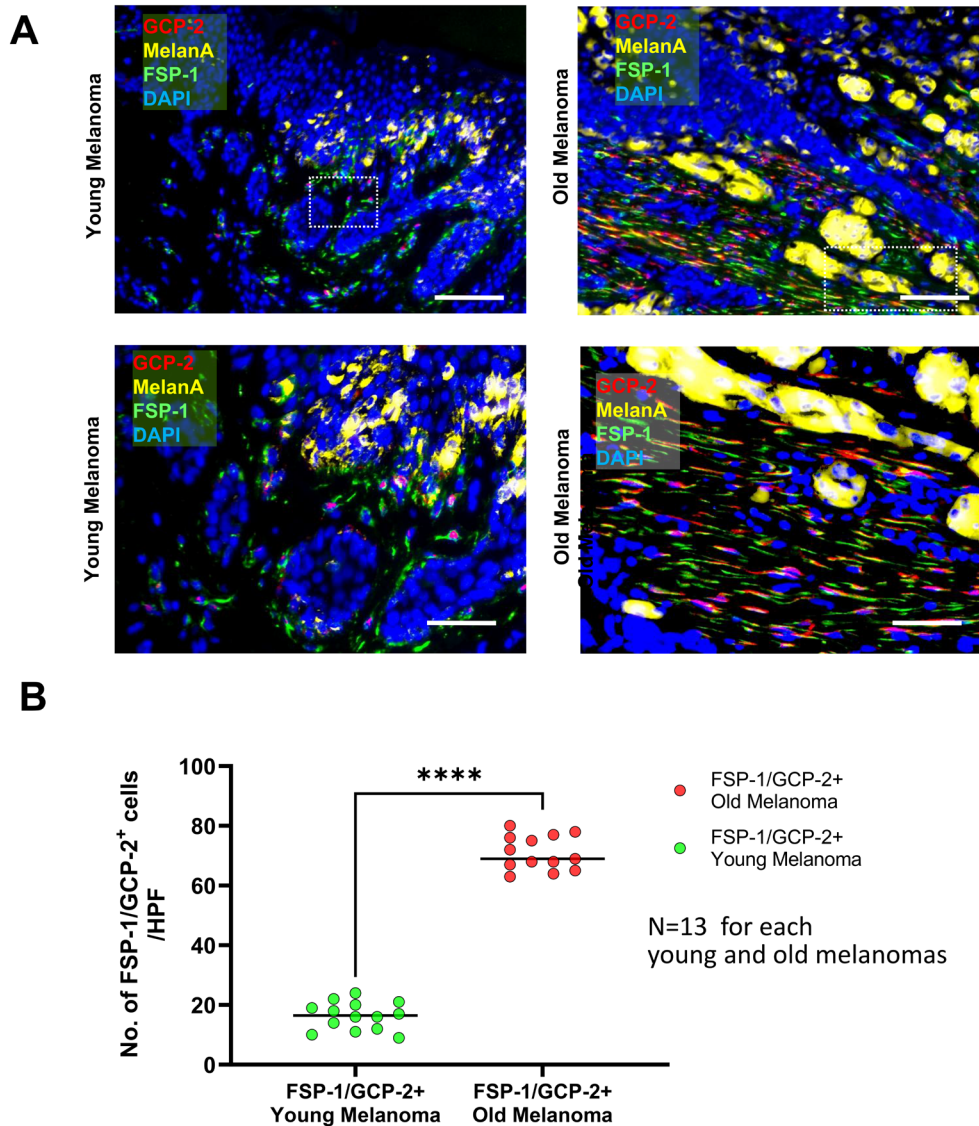 A
Young Melanoma
GCP-2
MelanA
FSP-1
DAPI
Old Melanoma
GCP-2
MelanA
FSP-1
DAPI
Young Melanoma
GCP-2
MelanA
FSP-1
DAPI
Old Melanoma
GCP-2
MelanA
FSP-1
DAPI
B
No. of FSP-1/GCP-2⁺ cells
/HPF
100
80
60
40
20
0
****
FSP-1/GCP-2+
Young Melanoma
FSP-1/GCP-2+
Old Melanoma
FSP-1/GCP-2+
Old Melanoma
FSP-1/GCP-2+
Young Melanoma
N=13 for each
young and old melanomas